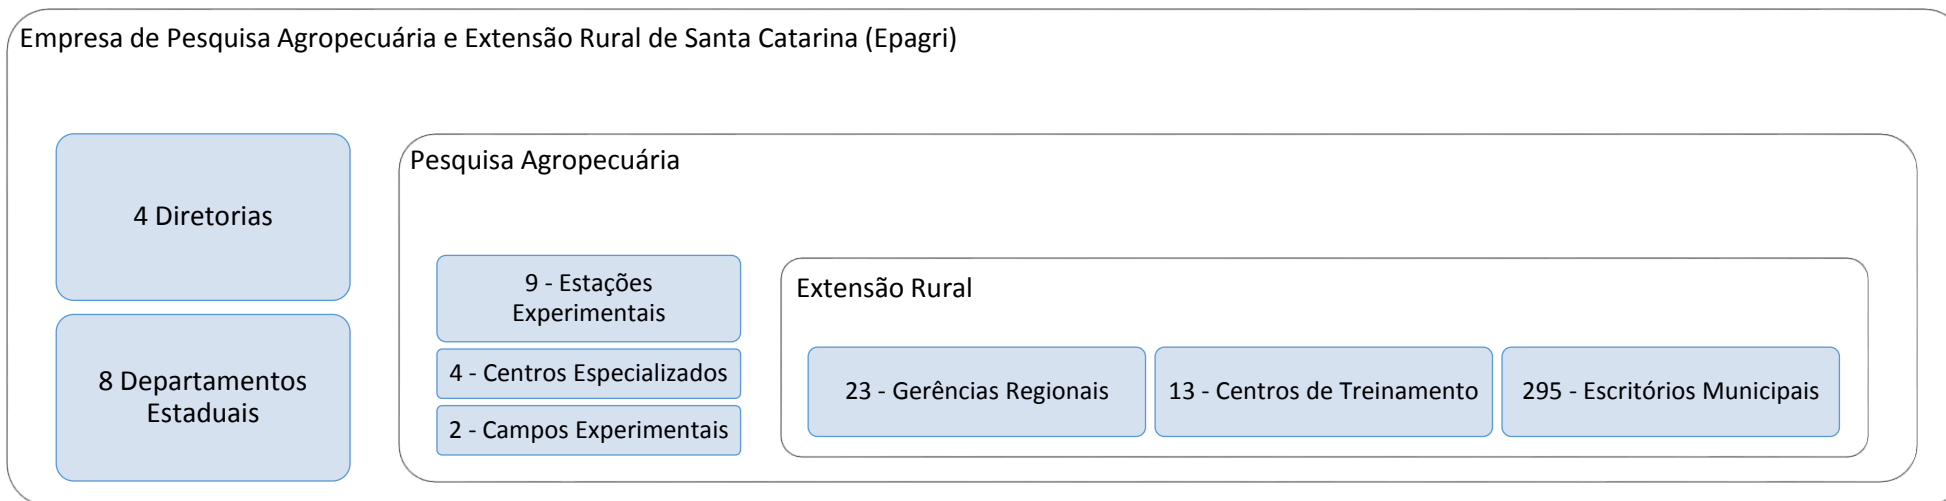 Empresa de Pesquisa Agropecuária e Extensão Rural de Santa Catarina (Epagri)
4 Diretorias
8 Departamentos
Estaduais
Pesquisa Agropecuária
9 - Estações
Experimentais
4 - Centros Especializados
2 - Campos Experimentais
Extensão Rural
23 - Gerências Regionais
13 - Centros de Treinamento
295 - Escritórios Municipais